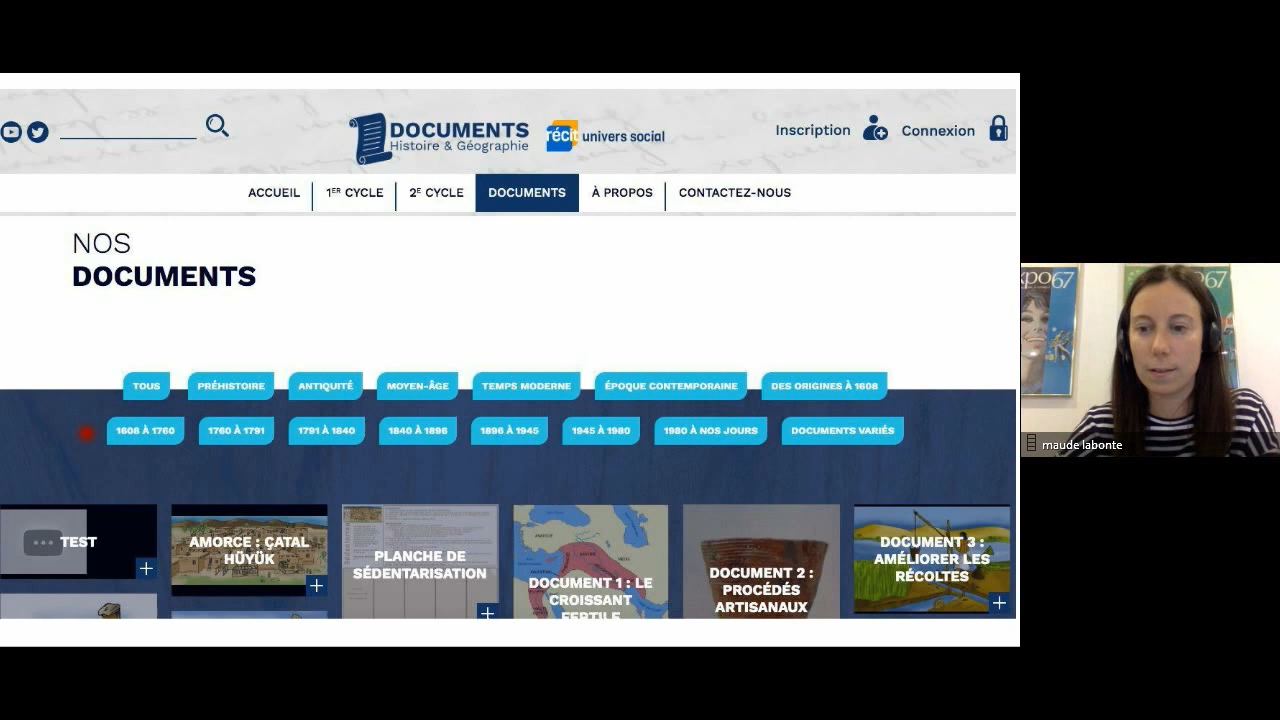 DOCUMENTS
Histoire & Géographie
récit univers social
Inscription
Connexion
ACCUEIL
1ER CYCLE
2E CYCLE
DOCUMENTS
À PROPOS
CONTACTEZ-NOUS
NOS
DOCUMENTS
TOUS
PRÉHISTOIRE
ANTIQUITÉ
MOYEN-ÂGE
TEMPS MODERNE
ÉPOQUE CONTEMPORAINE
DES ORIGINES À 1608
1608 À 1760
1760 À 1791
1791 À 1840
1840 À 1896
1896 À 1945
1945 À 1980
1980 À NOS JOURS
DOCUMENTS VARIÉS
TEST
AMORCE : ÇATAL
HÜYÜK
PLANCHE DE
SÉDENTARISATION
DOCUMENT 1 : LE
CROISSANT
FERTILE
DOCUMENT 2 :
PROCÉDÉS
ARTISANAUX
DOCUMENT 3 :
AMÉLIORER LES
RÉCOLTES
xpo67
67
maude labonte